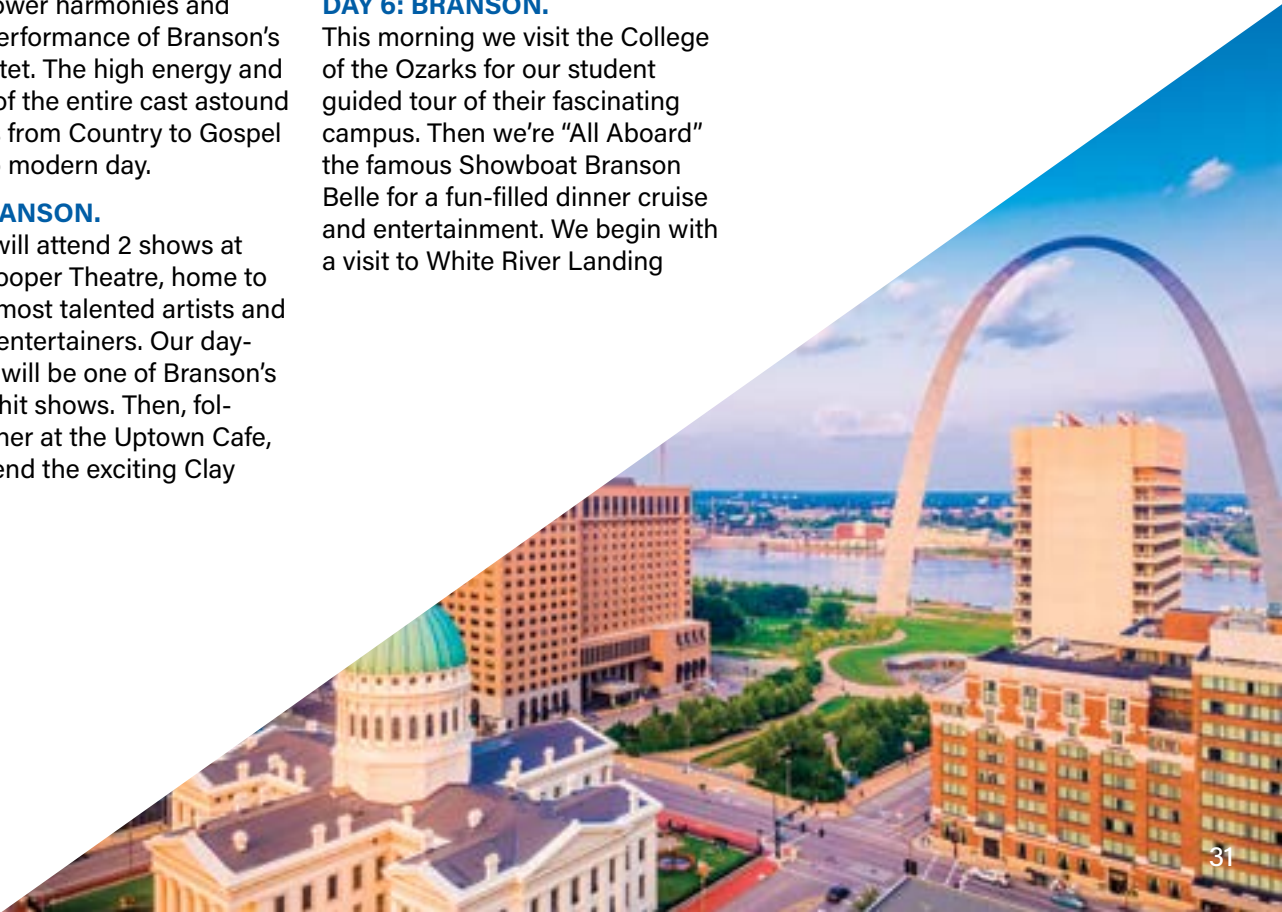 ower harmonies and
erformance of Branson's
tet. The high energy and
of the entire cast astound
from Country to Gospel
modern day.
ANSON.
will attend 2 shows at
ooper Theatre, home to
most talented artists and
entertainers. Our day-
will be one of Branson's
hit shows. Then, fol-
ner at the Uptown Cafe,
end the exciting Clay
DAY 6: BRANSON.
This morning we visit the College
of the Ozarks for our student
guided tour of their fascinating
campus. Then we're “All Aboard”
the famous Showboat Branson
Belle for a fun-filled dinner cruise
and entertainment. We begin with
a visit to White River Landing
31